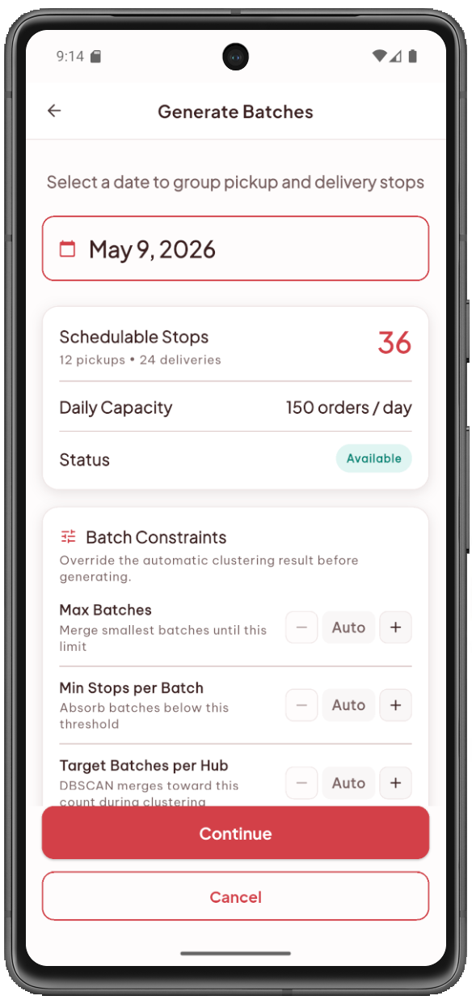 9:14
Generate Batches
Select a date to group pickup and delivery stops
May 9, 2026
Schedulable Stops
36
12 pickups • 24 deliveries
Daily Capacity
150 orders / day
Status
Available
Batch Constraints
Override the automatic clustering result before
generating.
Max Batches
Merge smallest batches until this
limit
− Auto +
Min Stops per Batch
Absorb batches below this
threshold
− Auto +
Target Batches per Hub
DBSCAN merges toward this
count during clustering
− Auto +
Continue
Cancel